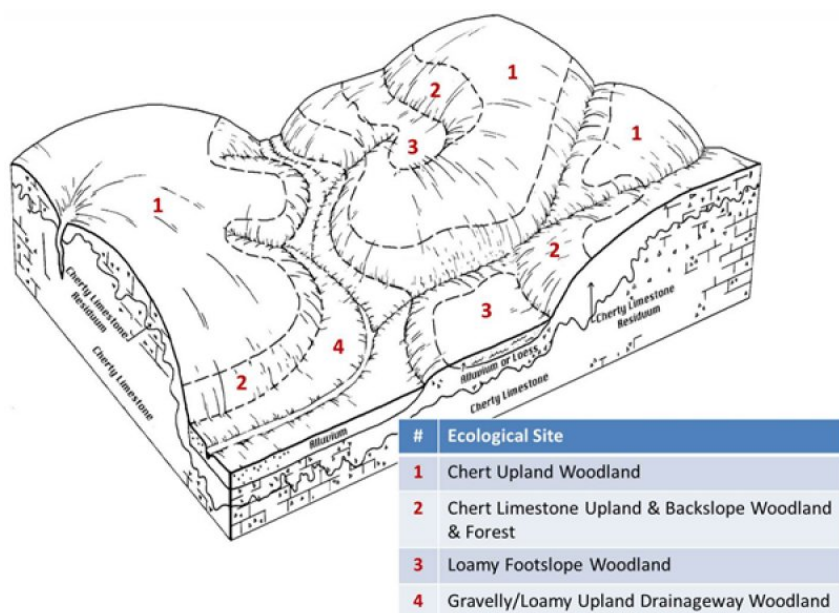 1
2
1
3
1
2
3
4
2
Cherty Limestone
Residuum
Cherty Limestone
Cherty Limestone
Residuum
Alluvium or Loess
Cherty Limestone
Alluvium
# Ecological Site
1 Chert Upland Woodland
2 Chert Limestone Upland & Backslope Woodland
& Forest
3 Loamy Footslope Woodland
4 Gravelly/Loamy Upland Drainageway Woodland